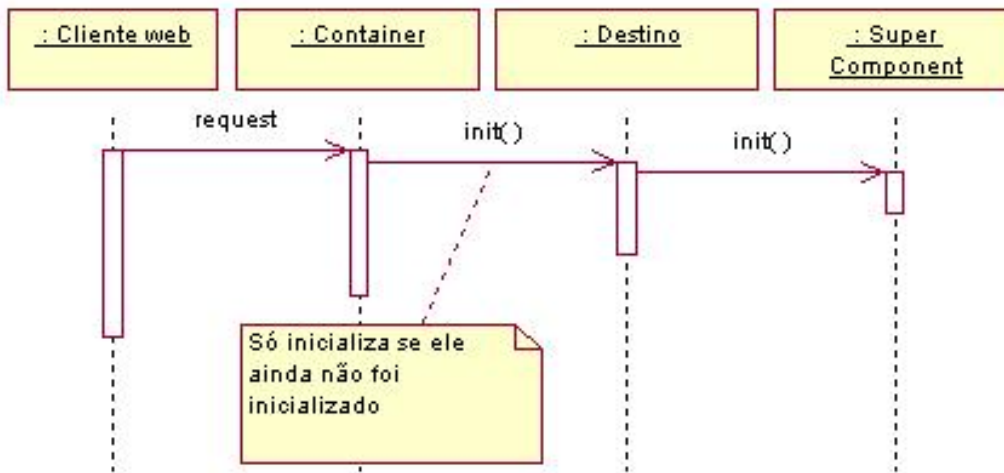 : Cliente web
: Container
: Destino
: Super
Component
request
init()
init()
Só inicializa se ele
ainda não foi
inicializado